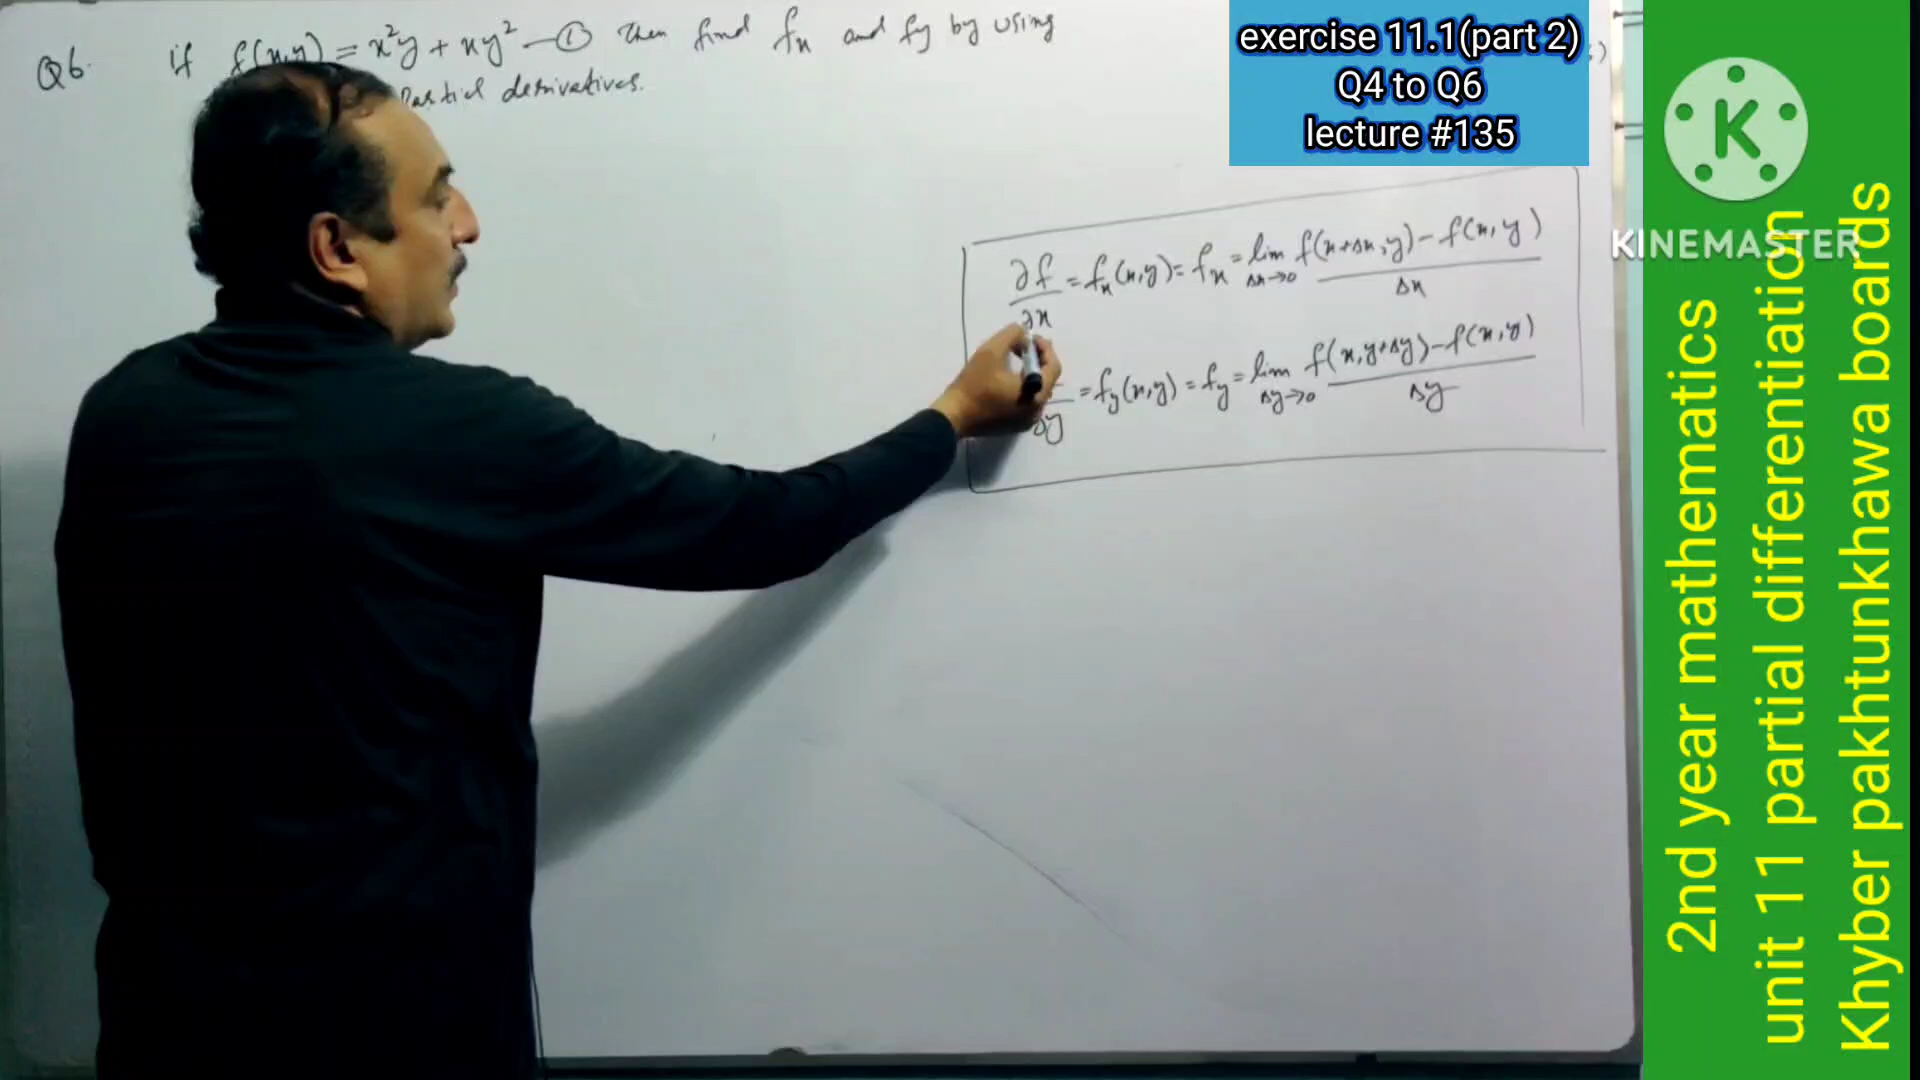 Q6. If f(x,y) = x²y + xy² —① Then find fx and fy by using
Partial derivatives.
exercise 11.1(part 2)
Q4 to Q6
lecture #135
∂f/∂x = fx(x,y) = fx = lim Δx→0 f(x+Δx,y) − f(x,y) / Δx
∂y = fy(x,y) = fy = lim Δy→0 f(x,y+Δy) − f(x,y) / Δy
K
KINEMASTER
2nd year mathematics
unit 11 partial differentiation
Khyber pakhtunkhawa boards